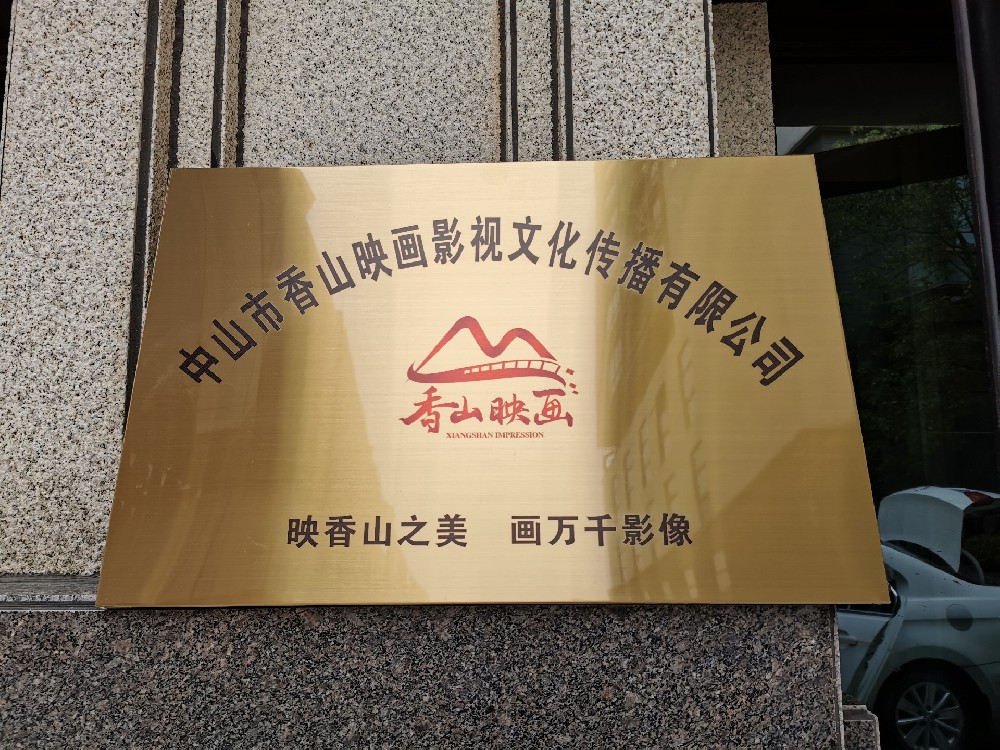 中山市香山映画影视文化传播有限公司
香山映画
XIANGSHAN IMPRESSION
映香山之美 画万千影像